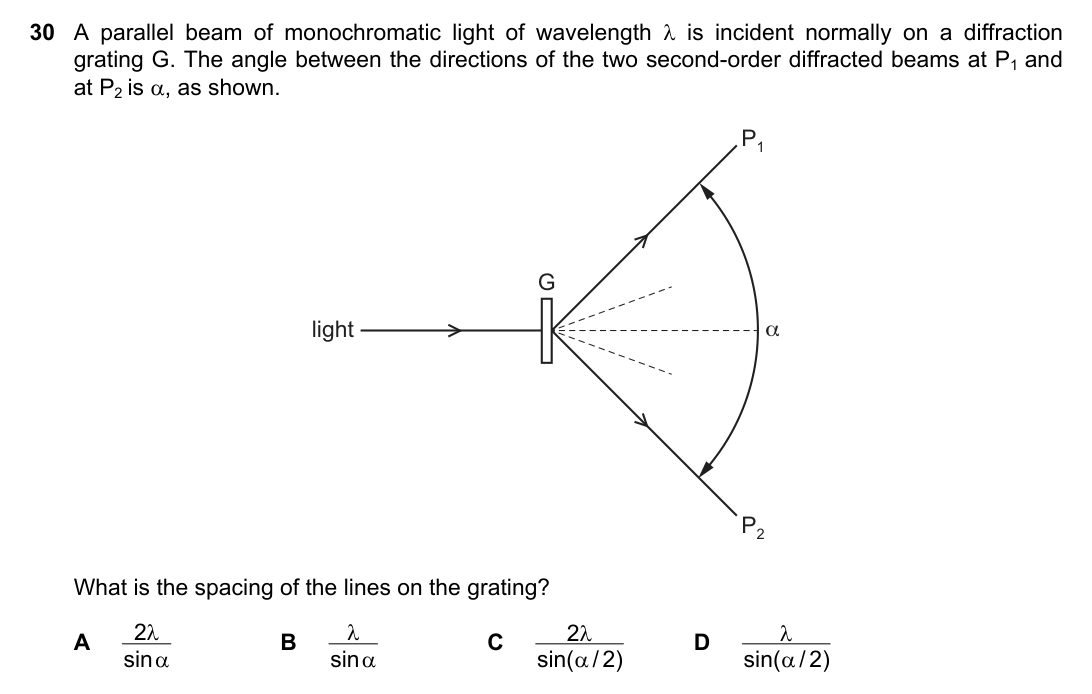 30 A parallel beam of monochromatic light of wavelength λ is incident normally on a diffraction
grating G. The angle between the directions of the two second-order diffracted beams at P₁ and
at P₂ is α, as shown.
P₁
G
light
α
P₂
What is the spacing of the lines on the grating?
A 2λ/sin α B λ/sin α C 2λ/sin(α/2) D λ/sin(α/2)